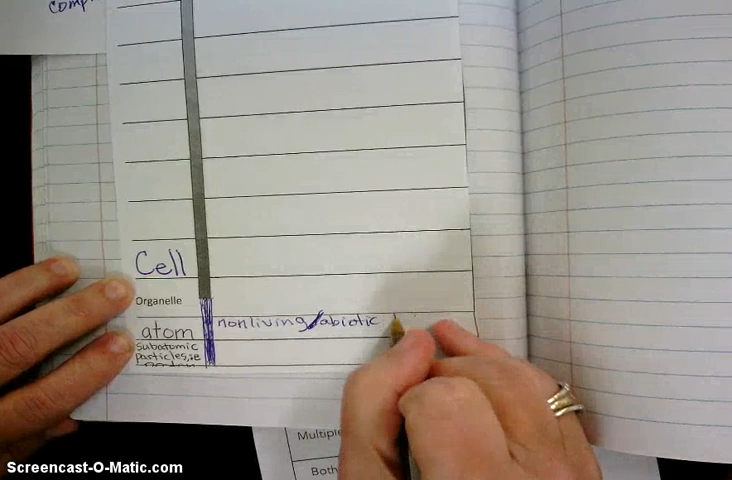 comp
Cell
Organelle
atom
nonliving/abiotic
subatomic
particles, ie
Multiple
Both
Screencast-O-Matic.com